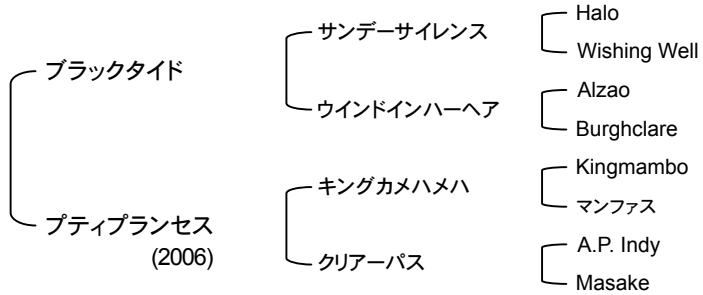 ブラックタイド
プティプランセス
(2006)
サンデーサイレンス
ウインドインハーヘア
キングカメハメハ
クリアーパス
Halo
Wishing Well
Alzao
Burghclare
Kingmambo
マンファス
A.P. Indy
Masake